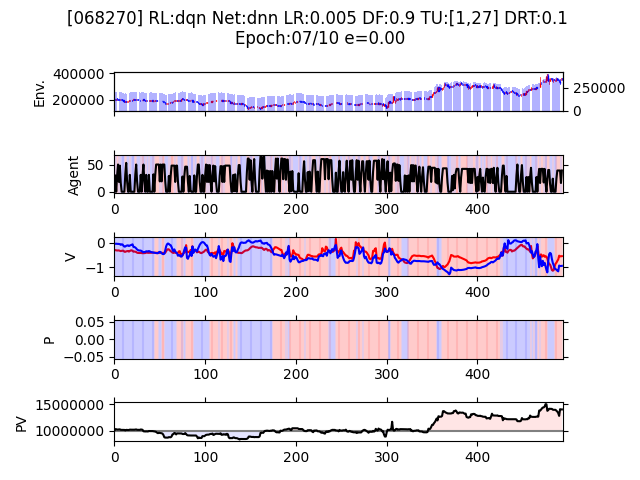 [068270] RL:dqn Net:dnn LR:0.005 DF:0.9 TU:[1,27] DRT:0.1
Epoch:07/10 e=0.00
Env.
400000
200000
250000
0
Agent
50
0
0 100 200 300 400
V
0
−1
0 100 200 300 400
P
0.05
0.00
−0.05
0 100 200 300 400
PV
15000000
10000000
0 100 200 300 400